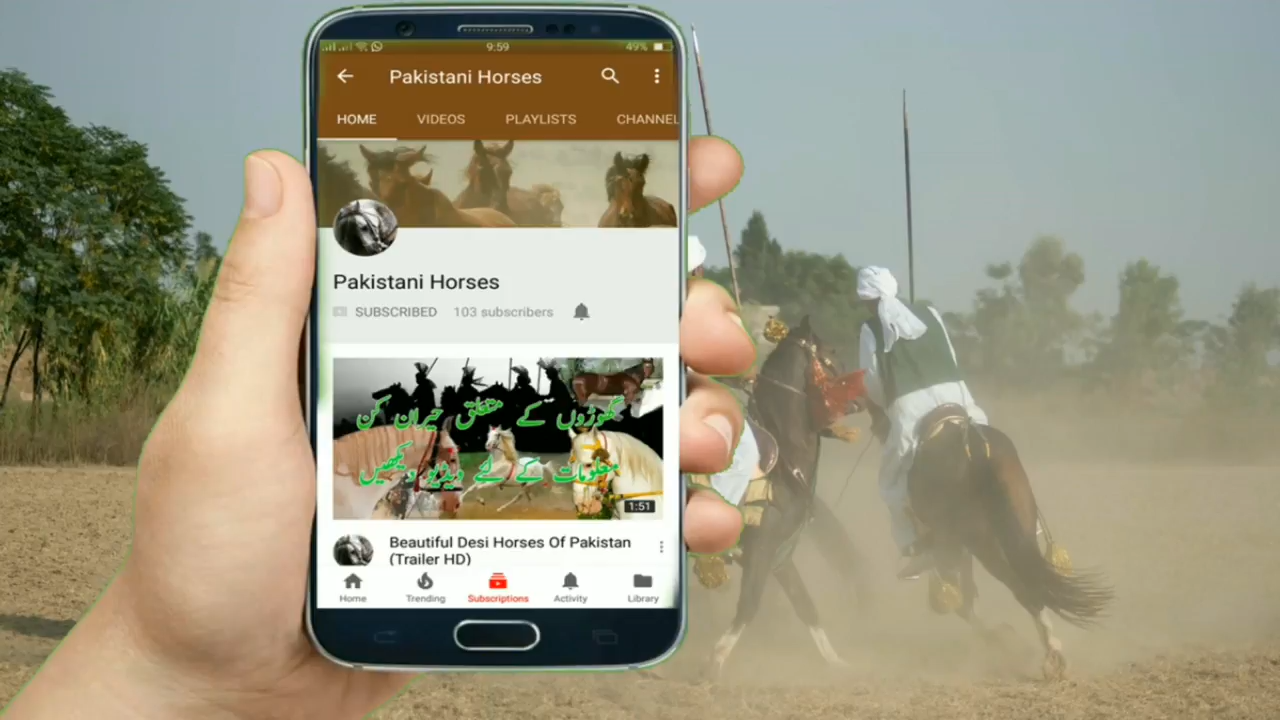 9:59
49%
Pakistani Horses
HOME VIDEOS PLAYLISTS CHANNEL
Pakistani Horses
SUBSCRIBED 103 subscribers
گھوڑوں کے متعلق حیران کن
معلومات کے لئے ویڈیو دیکھیں
1:51
Beautiful Desi Horses Of Pakistan
(Trailer HD)
Home Trending Subscriptions Activity Library